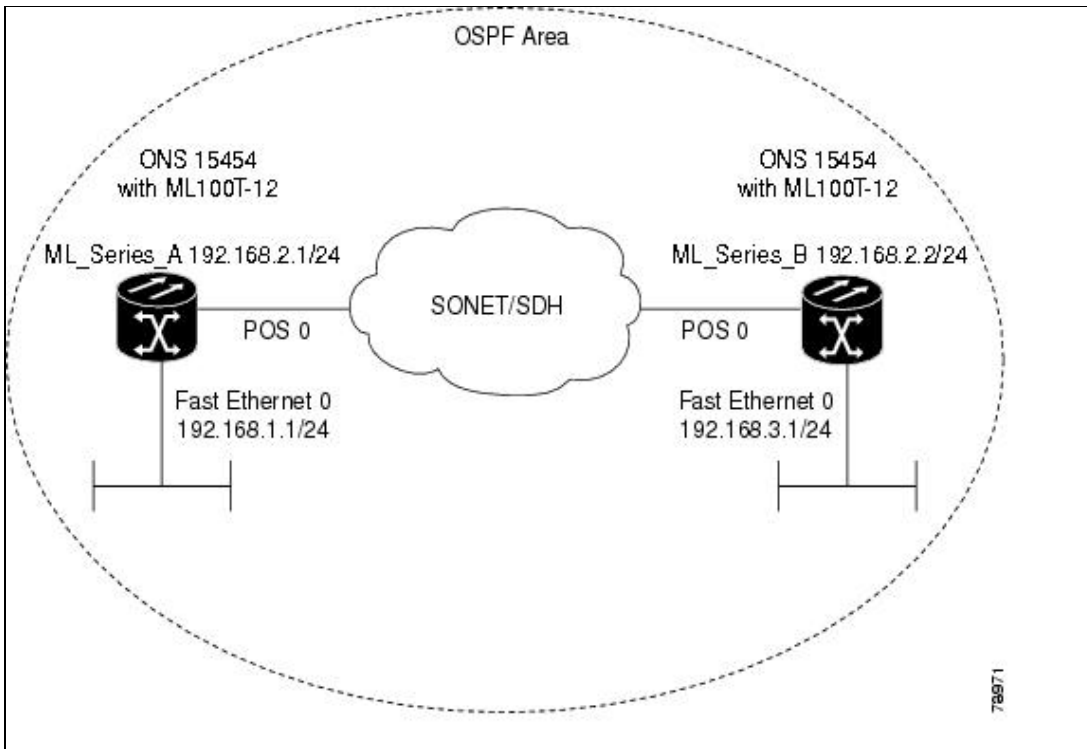 OSPF Area
ONS 15454
with ML100T-12
ONS 15454
with ML100T-12
ML_Series_A 192.168.2.1/24
ML_Series_B 192.168.2.2/24
SONET/SDH
POS 0
POS 0
Fast Ethernet 0
192.168.1.1/24
Fast Ethernet 0
192.168.3.1/24
78971